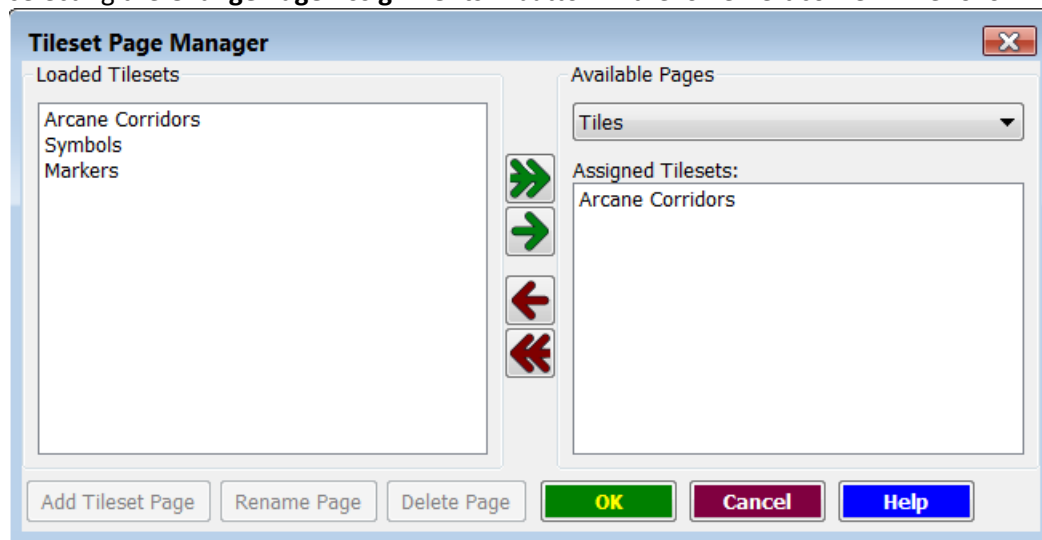 Tileset Page Manager
Loaded Tilesets
Available Pages
Arcane Corridors
Symbols
Markers
Tiles
Assigned Tilesets:
Arcane Corridors
Add Tileset Page
Rename Page
Delete Page
OK
Cancel
Help